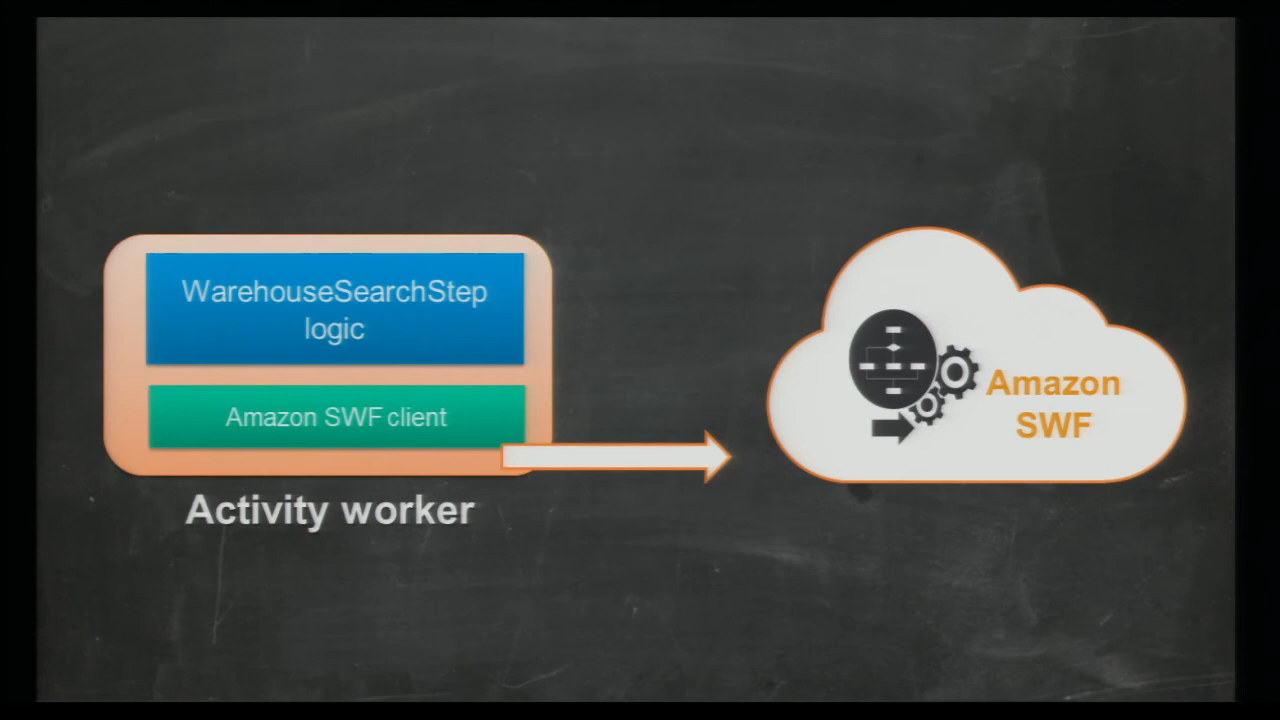 WarehouseSearchStep
logic
Amazon SWF client
Activity worker
Amazon
SWF